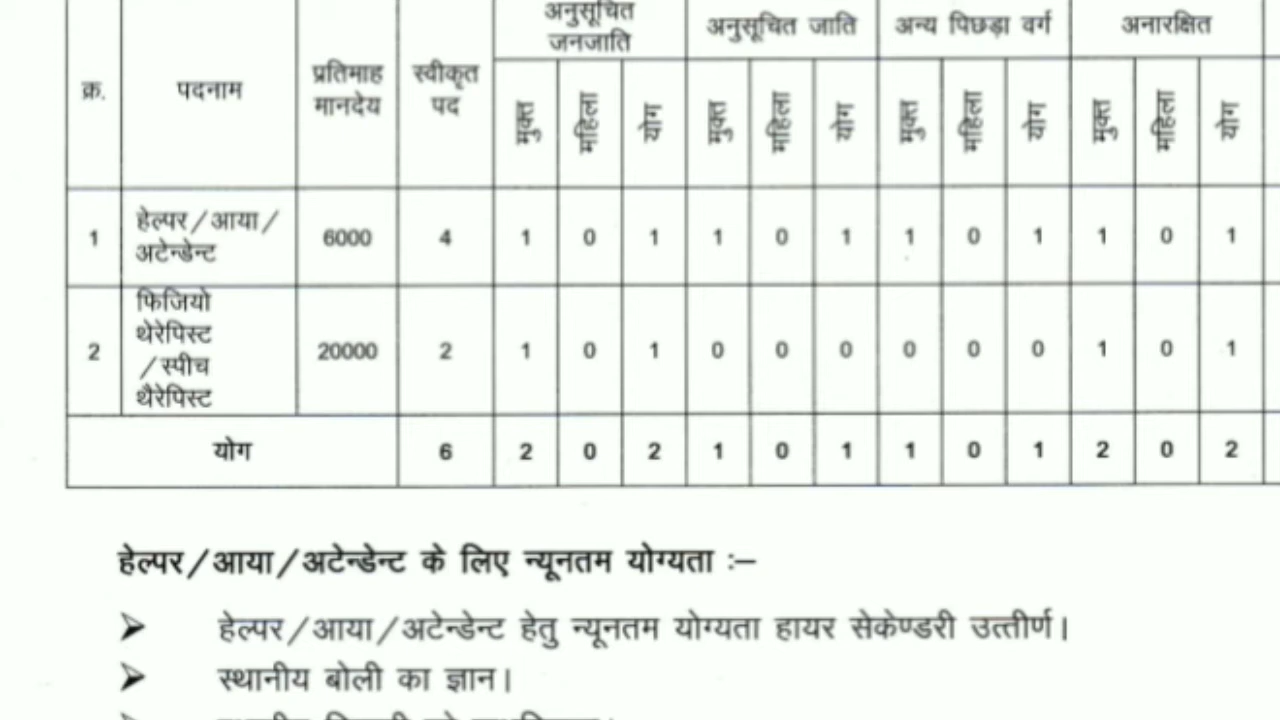 क्र. पदनाम प्रतिमाह मानदेय स्वीकृत पद अनुसूचित जनजाति अनुसूचित जाति अन्य पिछड़ा वर्ग अनारक्षित
मुक्त महिला योग मुक्त महिला योग मुक्त महिला योग मुक्त महिला योग
1 हेल्पर/आया/ अटेन्डेन्ट 6000 4 1 0 1 1 0 1 1 0 1 1 0 1
2 फिजियो थेरेपिस्ट /स्पीच थैरेपिस्ट 20000 2 1 0 1 0 0 0 0 0 0 1 0 1
योग 6 2 0 2 1 0 1 1 0 1 2 0 2
हेल्पर/आया/अटेन्डेन्ट के लिए न्यूनतम योग्यता :–
➢ हेल्पर/आया/अटेन्डेन्ट हेतु न्यूनतम योग्यता हायर सेकेण्डरी उत्तीर्ण।
➢ स्थानीय बोली का ज्ञान।